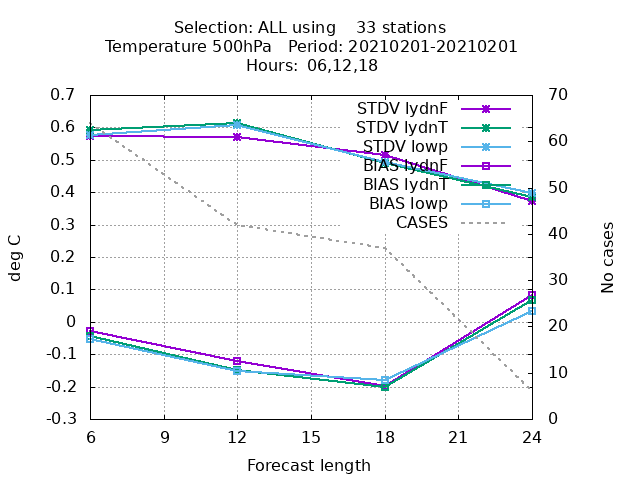 Selection: ALL using    33 stations
Temperature 500hPa   Period: 20210201-20210201
Hours:  06,12,18
0.7
0.6
0.5
0.4
0.3
0.2
0.1
0
-0.1
-0.2
-0.3
deg C
STDV lydnF
STDV lydnT
STDV lowp
BIAS lydnF
BIAS lydnT
BIAS lowp
CASES
70
60
50
40
30
20
10
0
No cases
6 9 12 15 18 21 24
Forecast length